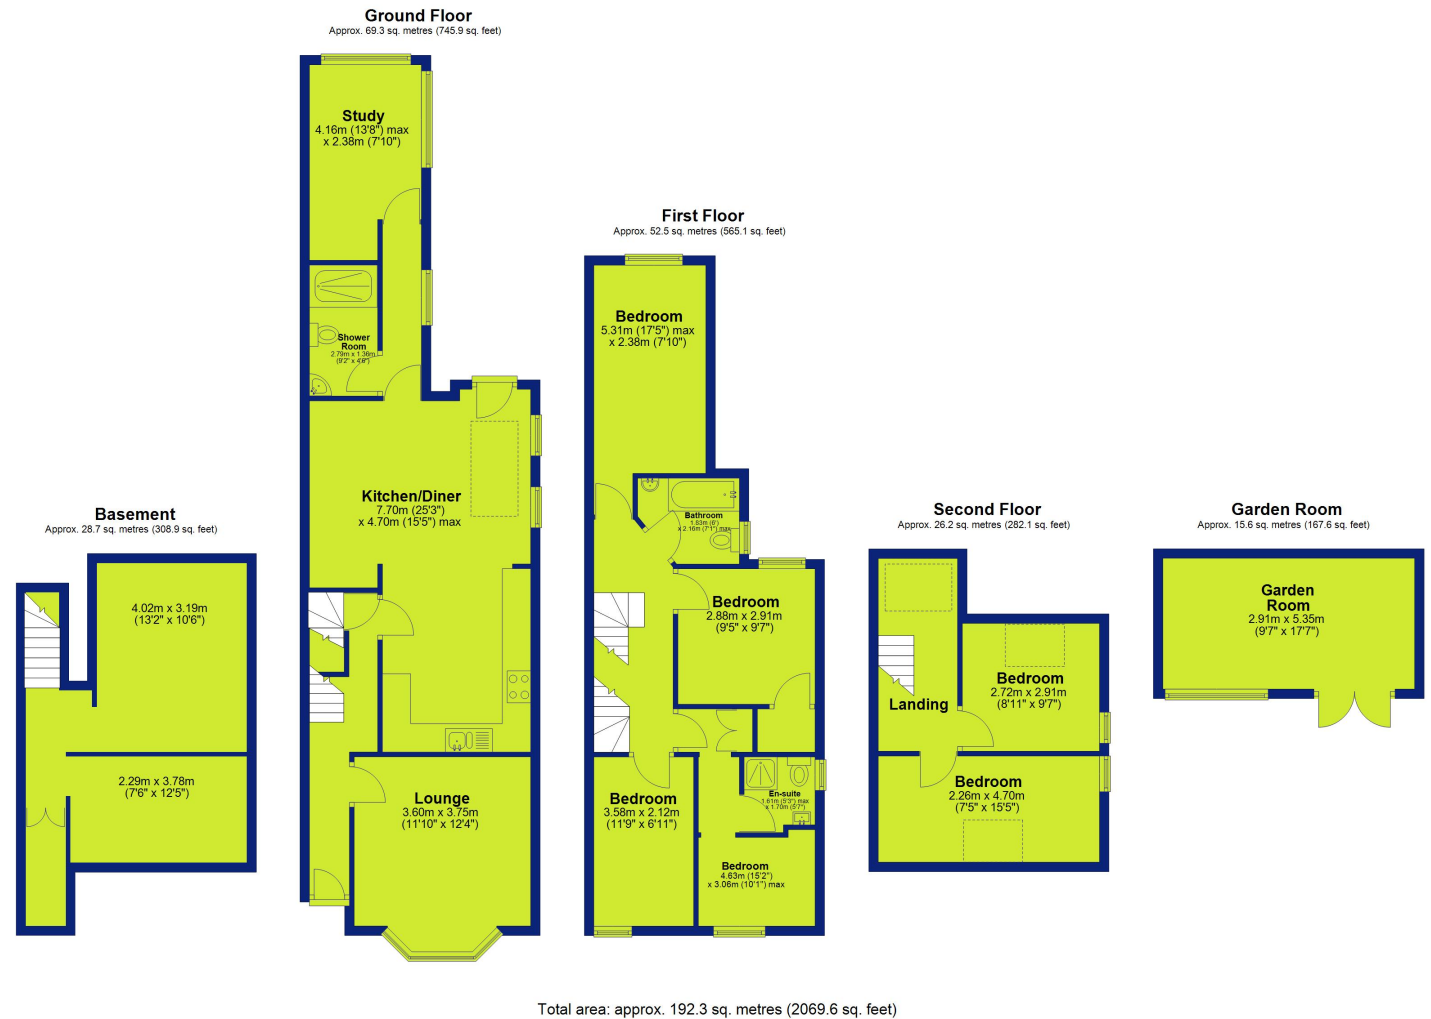 Ground Floor
Approx. 69.3 sq. metres (745.9 sq. feet)
Study
4.16m (13'8") max
x 2.38m (7'10")
Shower
Room
2.79m x 1.36m
(9'2" x 4'6")
Kitchen/Diner
7.70m (25'3")
x 4.70m (15'5") max
Lounge
3.60m x 3.75m
(11'10" x 12'4")
First Floor
Approx. 52.5 sq. metres (565.1 sq. feet)
Bedroom
5.31m (17'5") max
x 2.38m (7'10")
Bathroom
1.83m (6')
x 2.16m (7'1") max
Bedroom
2.88m x 2.91m
(9'5" x 9'7")
Bedroom
3.58m x 2.12m
(11'9" x 6'11")
En-suite
1.61m (5'3") max
x 1.70m (5'7")
Bedroom
4.63m (15'2")
x 3.06m (10'1") max
Basement
Approx. 28.7 sq. metres (308.9 sq. feet)
4.02m x 3.19m
(13'2" x 10'6")
2.29m x 3.78m
(7'6" x 12'5")
Second Floor
Approx. 26.2 sq. metres (282.1 sq. feet)
Bedroom
2.72m x 2.91m
(8'11" x 9'7")
Landing
Bedroom
2.26m x 4.70m
(7'5" x 15'5")
Garden Room
Approx. 15.6 sq. metres (167.6 sq. feet)
Garden
Room
2.91m x 5.35m
(9'7" x 17'7")
Total area: approx. 192.3 sq. metres (2069.6 sq. feet)